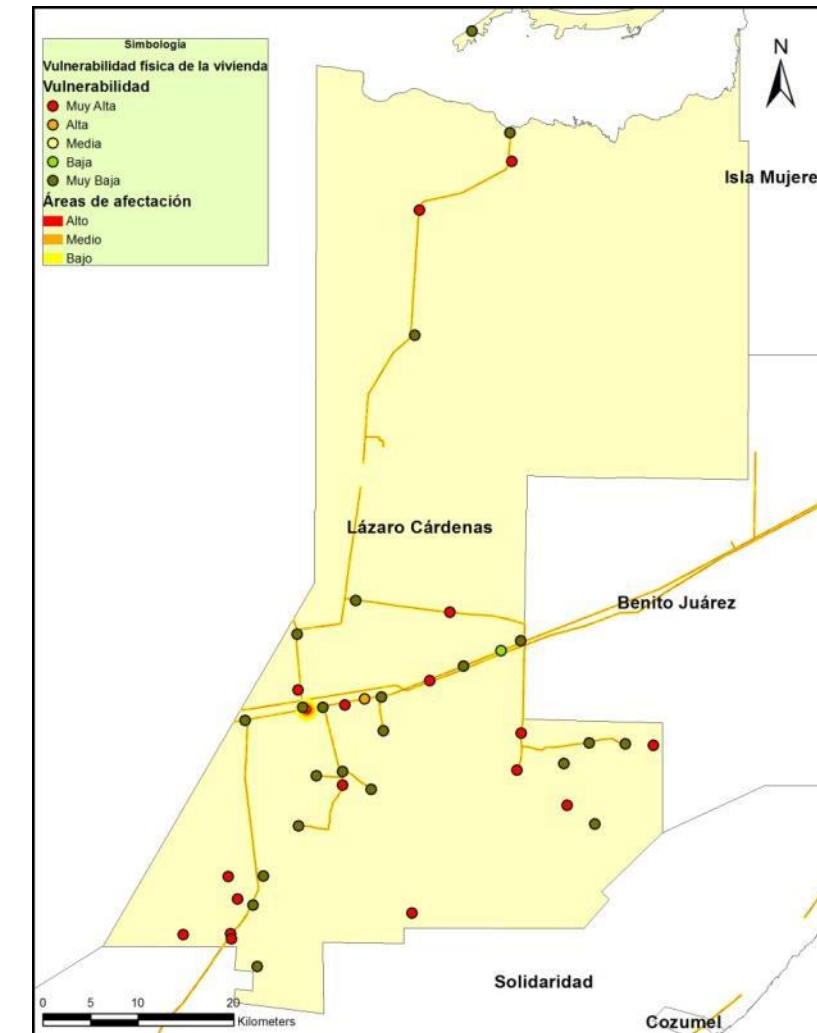 Simbología
Vulnerabilidad física de la vivienda
Vulnerabilidad
Muy Alta
Alta
Media
Baja
Muy Baja
Áreas de afectación
Alto
Medio
Bajo
N
Isla Mujere
Lázaro Cárdenas
Benito Juárez
Solidaridad
Cozumel
0 5 10 20
Kilometers